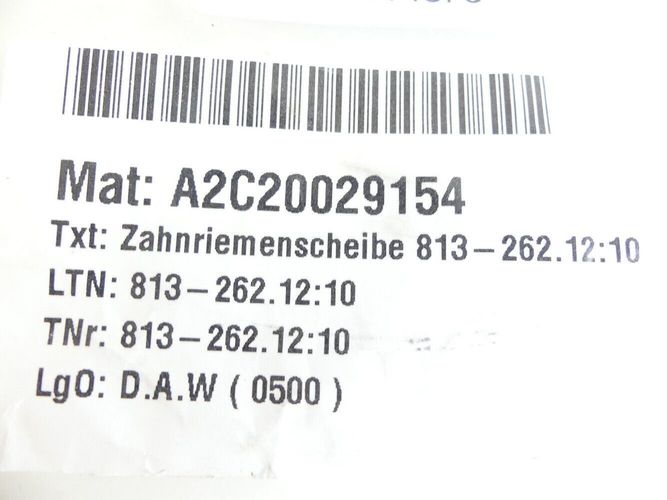 Mat: A2C20029154
Txt: Zahnriemenscheibe 813-262.12:10
LTN: 813-262.12:10
TNr: 813-262.12:10
LgO: D.A.W ( 0500 )